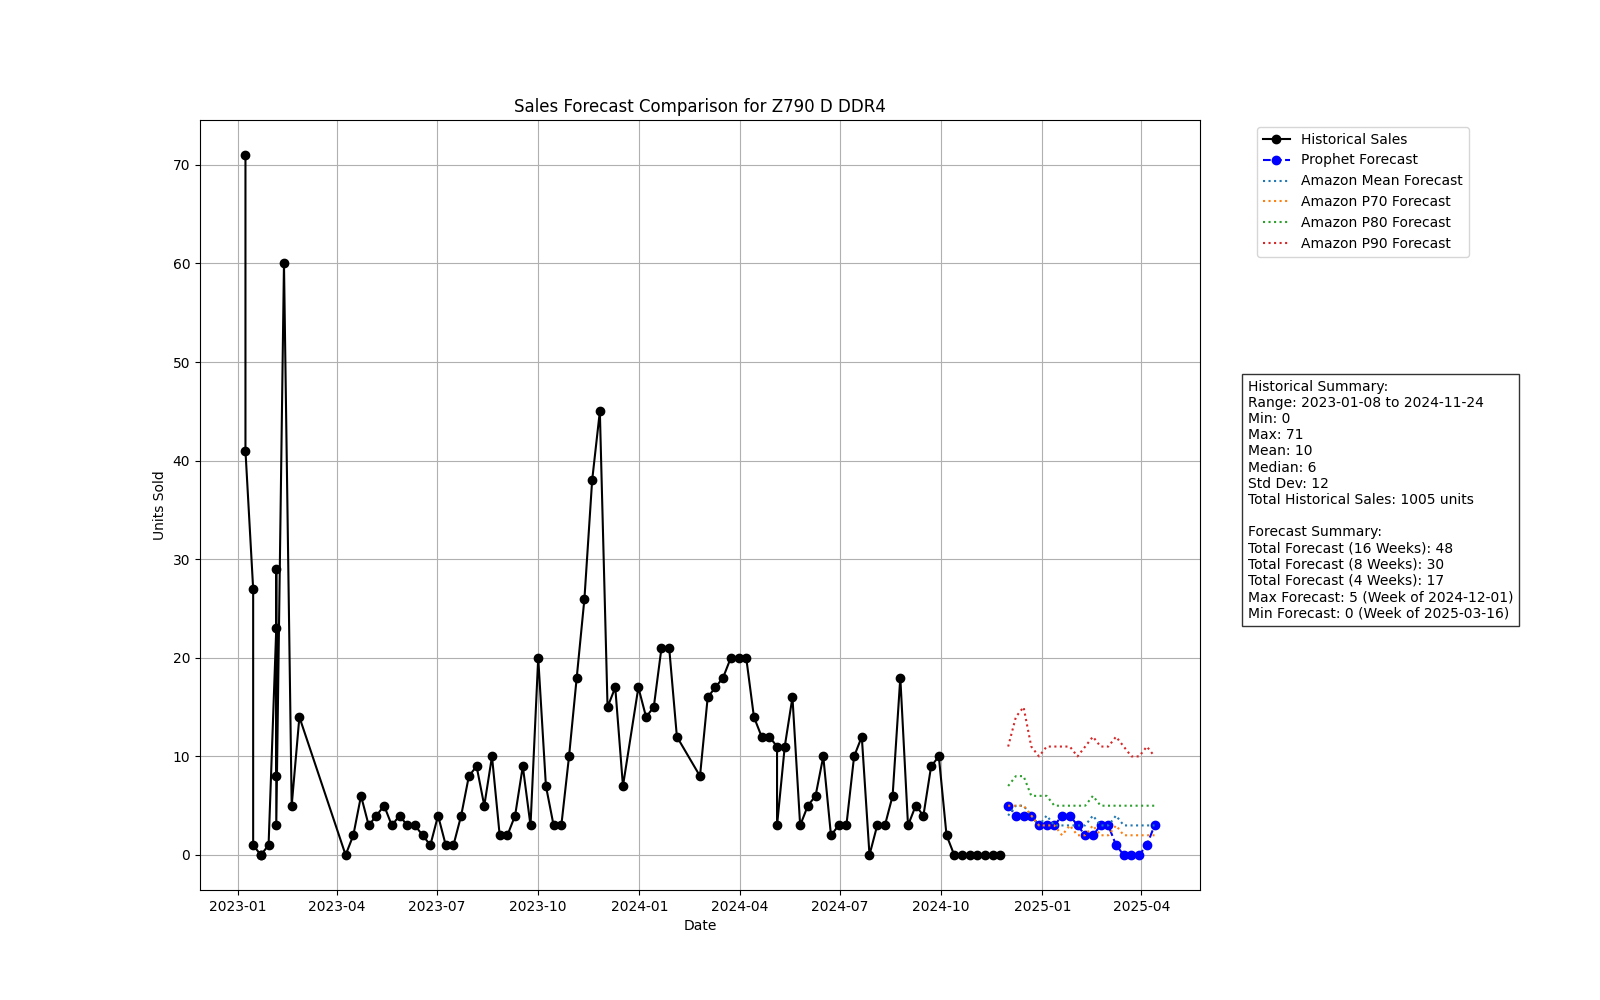 Sales Forecast Comparison for Z790 D DDR4
Historical Sales
Prophet Forecast
Amazon Mean Forecast
Amazon P70 Forecast
Amazon P80 Forecast
Amazon P90 Forecast
70
60
50
40
30
20
10
0
Units Sold
2023-01 2023-04 2023-07 2023-10 2024-01 2024-04 2024-07 2024-10 2025-01 2025-04
Date
Historical Summary:
Range: 2023-01-08 to 2024-11-24
Min: 0
Max: 71
Mean: 10
Median: 6
Std Dev: 12
Total Historical Sales: 1005 units
Forecast Summary:
Total Forecast (16 Weeks): 48
Total Forecast (8 Weeks): 30
Total Forecast (4 Weeks): 17
Max Forecast: 5 (Week of 2024-12-01)
Min Forecast: 0 (Week of 2025-03-16)